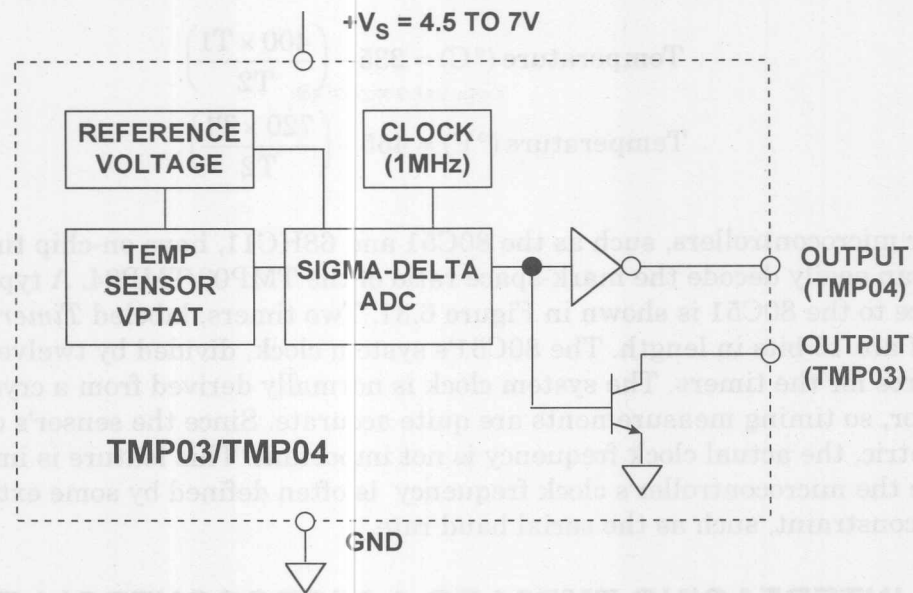 +VS = 4.5 TO 7V
REFERENCE
VOLTAGE
CLOCK
(1MHz)
TEMP
SENSOR
VPTAT
SIGMA-DELTA
ADC
OUTPUT
(TMP04)
OUTPUT
(TMP03)
TMP03/TMP04
GND